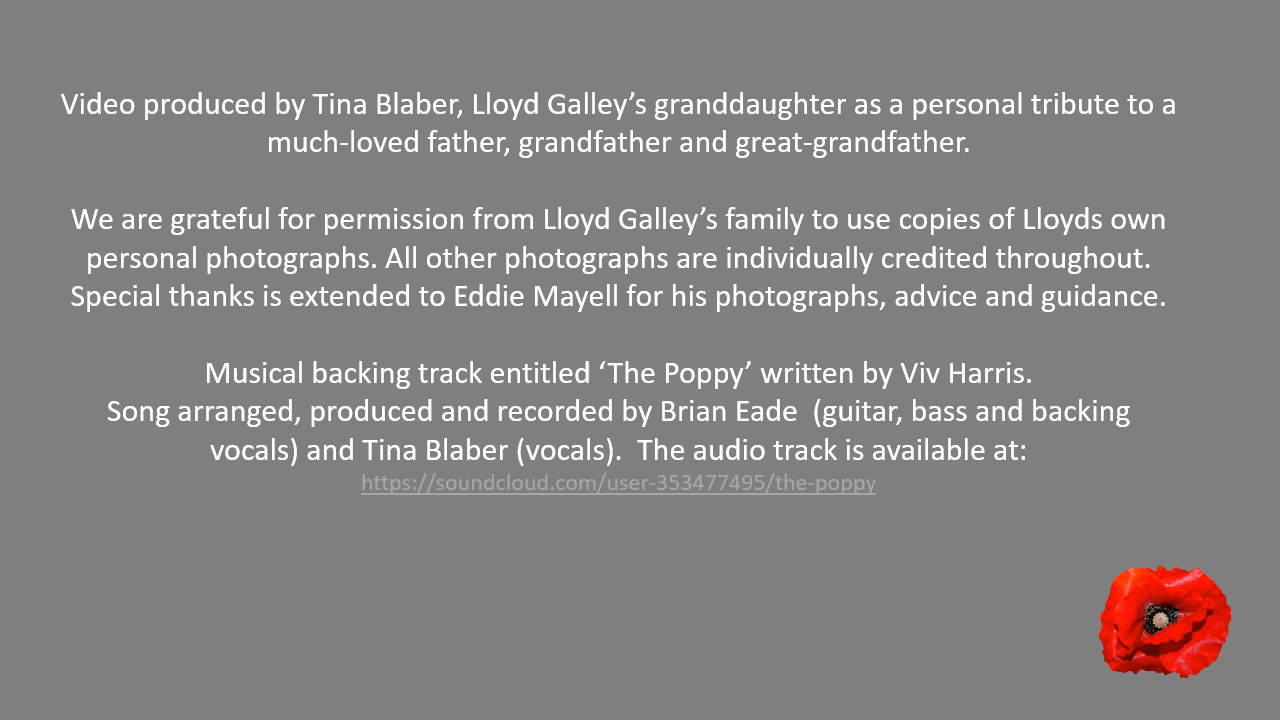 Video produced by Tina Blaber, Lloyd Galley’s granddaughter as a personal tribute to a
much-loved father, grandfather and great-grandfather.
We are grateful for permission from Lloyd Galley’s family to use copies of Lloyds own
personal photographs. All other photographs are individually credited throughout.
Special thanks is extended to Eddie Mayell for his photographs, advice and guidance.
Musical backing track entitled ‘The Poppy’ written by Viv Harris.
Song arranged, produced and recorded by Brian Eade  (guitar, bass and backing
vocals) and Tina Blaber (vocals).  The audio track is available at:
https://soundcloud.com/user-353477495/the-poppy